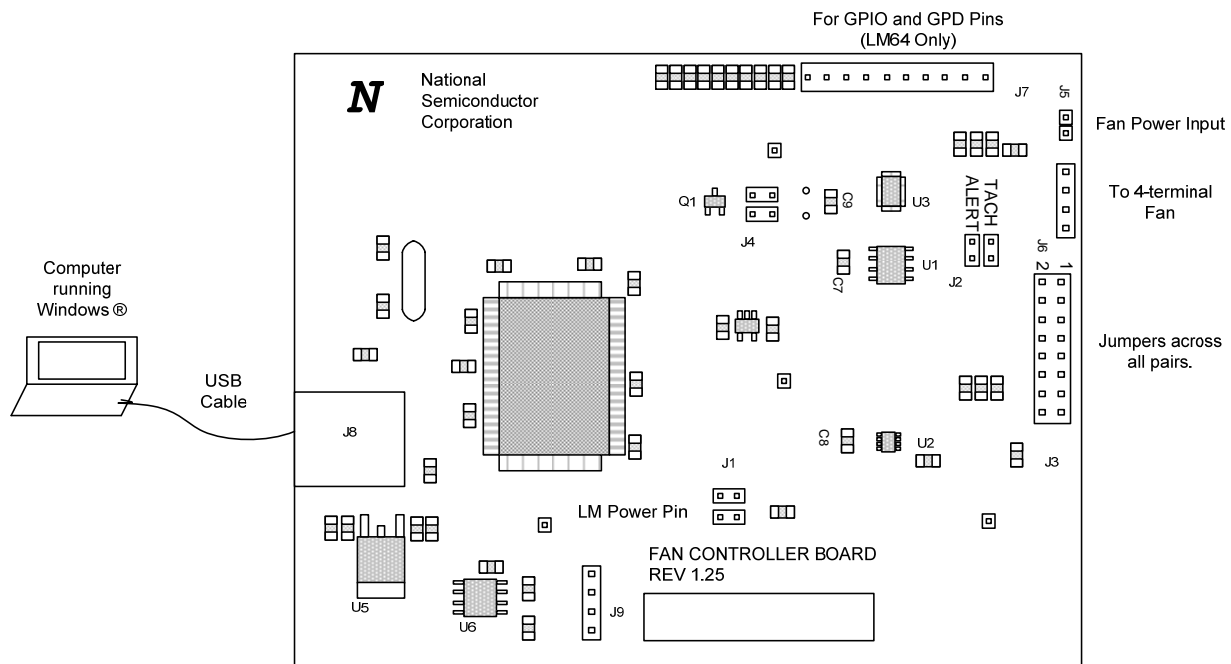 For GPIO and GPD Pins
(LM64 Only)
N
National
Semiconductor
Corporation
J7
J5
Fan Power Input
To 4-terminal
Fan
Q1
J4
C9
U3
TACH
ALERT
J6
2 1
C7
U1
J2
Computer
running
Windows ®
USB
Cable
J8
Jumpers across
all pairs.
C8
U2
J3
J1
LM Power Pin
FAN CONTROLLER BOARD
REV 1.25
U5
U6
J9